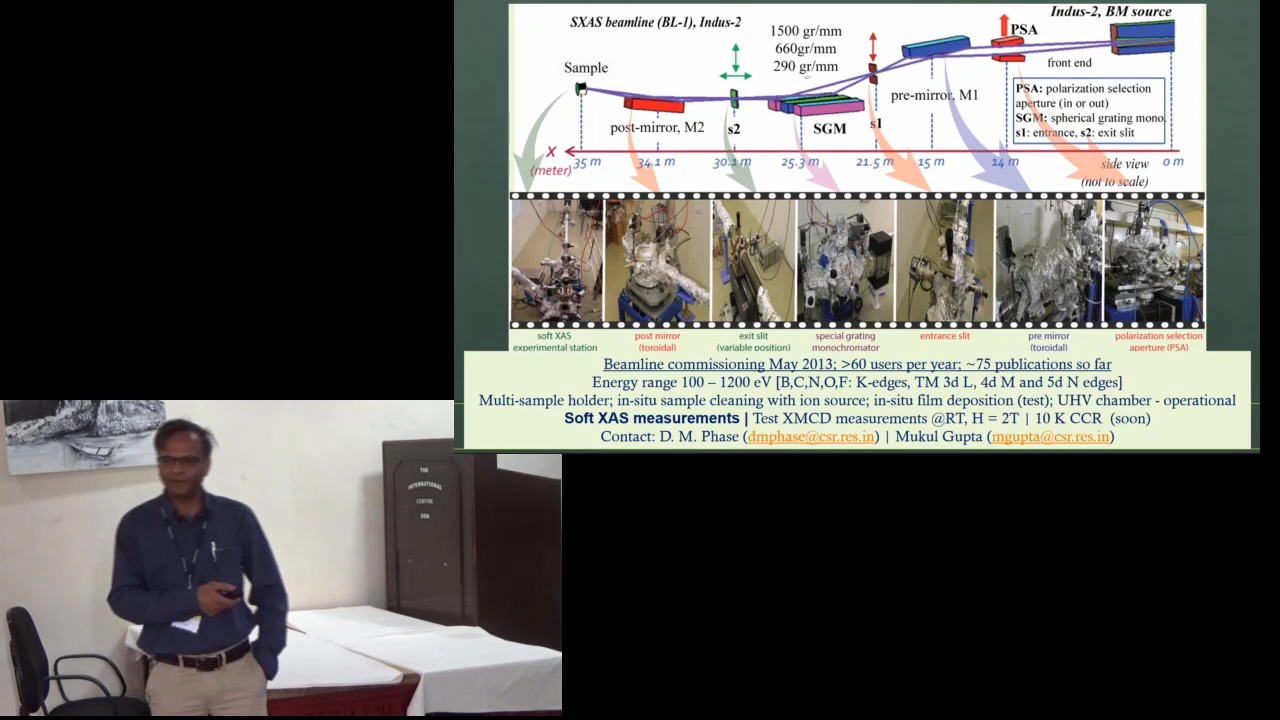 SXAS beamline (BL-1), Indus-2
Indus-2, BM source
1500 gr/mm
660gr/mm
290 gr/mm
PSA
front end
Sample
pre-mirror, M1
PSA: polarization selection
aperture (in or out)
SGM: spherical grating mono.
s1: entrance, s2: exit slit
post-mirror, M2
s2
SGM
s1
X
(meter)
35 m
34.1 m
30.1 m
25.3 m
21.5 m
15 m
14 m
0 m
side view
(not to scale)
soft XAS
experimental station
post mirror
(toroidal)
exit slit
(variable position)
special grating
monochromator
entrance slit
pre mirror
(toroidal)
polarization selection
aperture (PSA)
Beamline commissioning May 2013; >60 users per year; ~75 publications so far
Energy range 100 – 1200 eV [B,C,N,O,F: K-edges, TM 3d L, 4d M and 5d N edges]
Multi-sample holder; in-situ sample cleaning with ion source; in-situ film deposition (test); UHV chamber - operational
Soft XAS measurements | Test XMCD measurements @RT, H = 2T | 10 K CCR (soon)
Contact: D. M. Phase (dmphase@csr.res.in) | Mukul Gupta (mgupta@csr.res.in)
THE
INTERNATIONAL
CENTRE
GOA